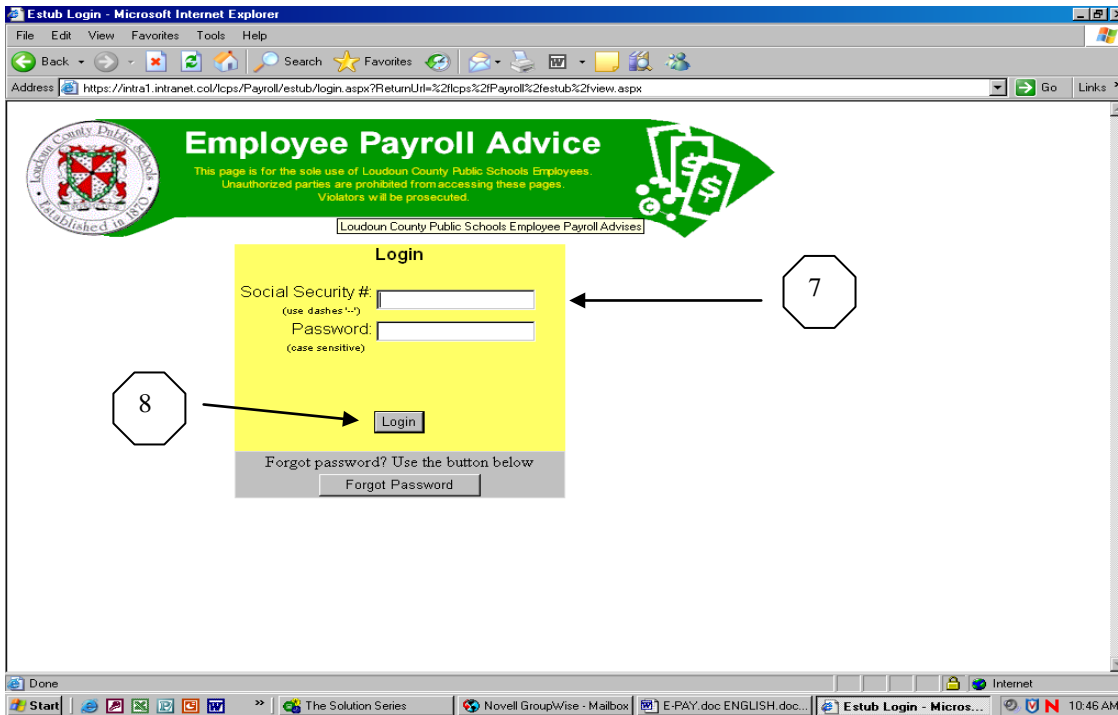 Estub Login - Microsoft Internet Explorer
File Edit View Favorites Tools Help
Back Search Favorites
Address https://intra1.intranet.col/lcps/Payroll/estub/login.aspx?ReturnUrl=%2flcps%2fPayroll%2festub%2fview.aspx Go Links
Loudoun County Public Schools
Established in 1870
Employee Payroll Advice
This page is for the sole use of Loudoun County Public Schools Employees.
Unauthorized parties are prohibited from accessing these pages.
Violators will be prosecuted.
Loudoun County Public Schools Employee Payroll Advises
Login
Social Security #:
(use dashes '--')
7
Password:
(case sensitive)
8
Login
Forgot password? Use the button below
Forgot Password
Done Internet
Start » The Solution Series Novell GroupWise - Mailbox E-PAY.doc ENGLISH.doc... Estub Login - Micros... 10:46 AM